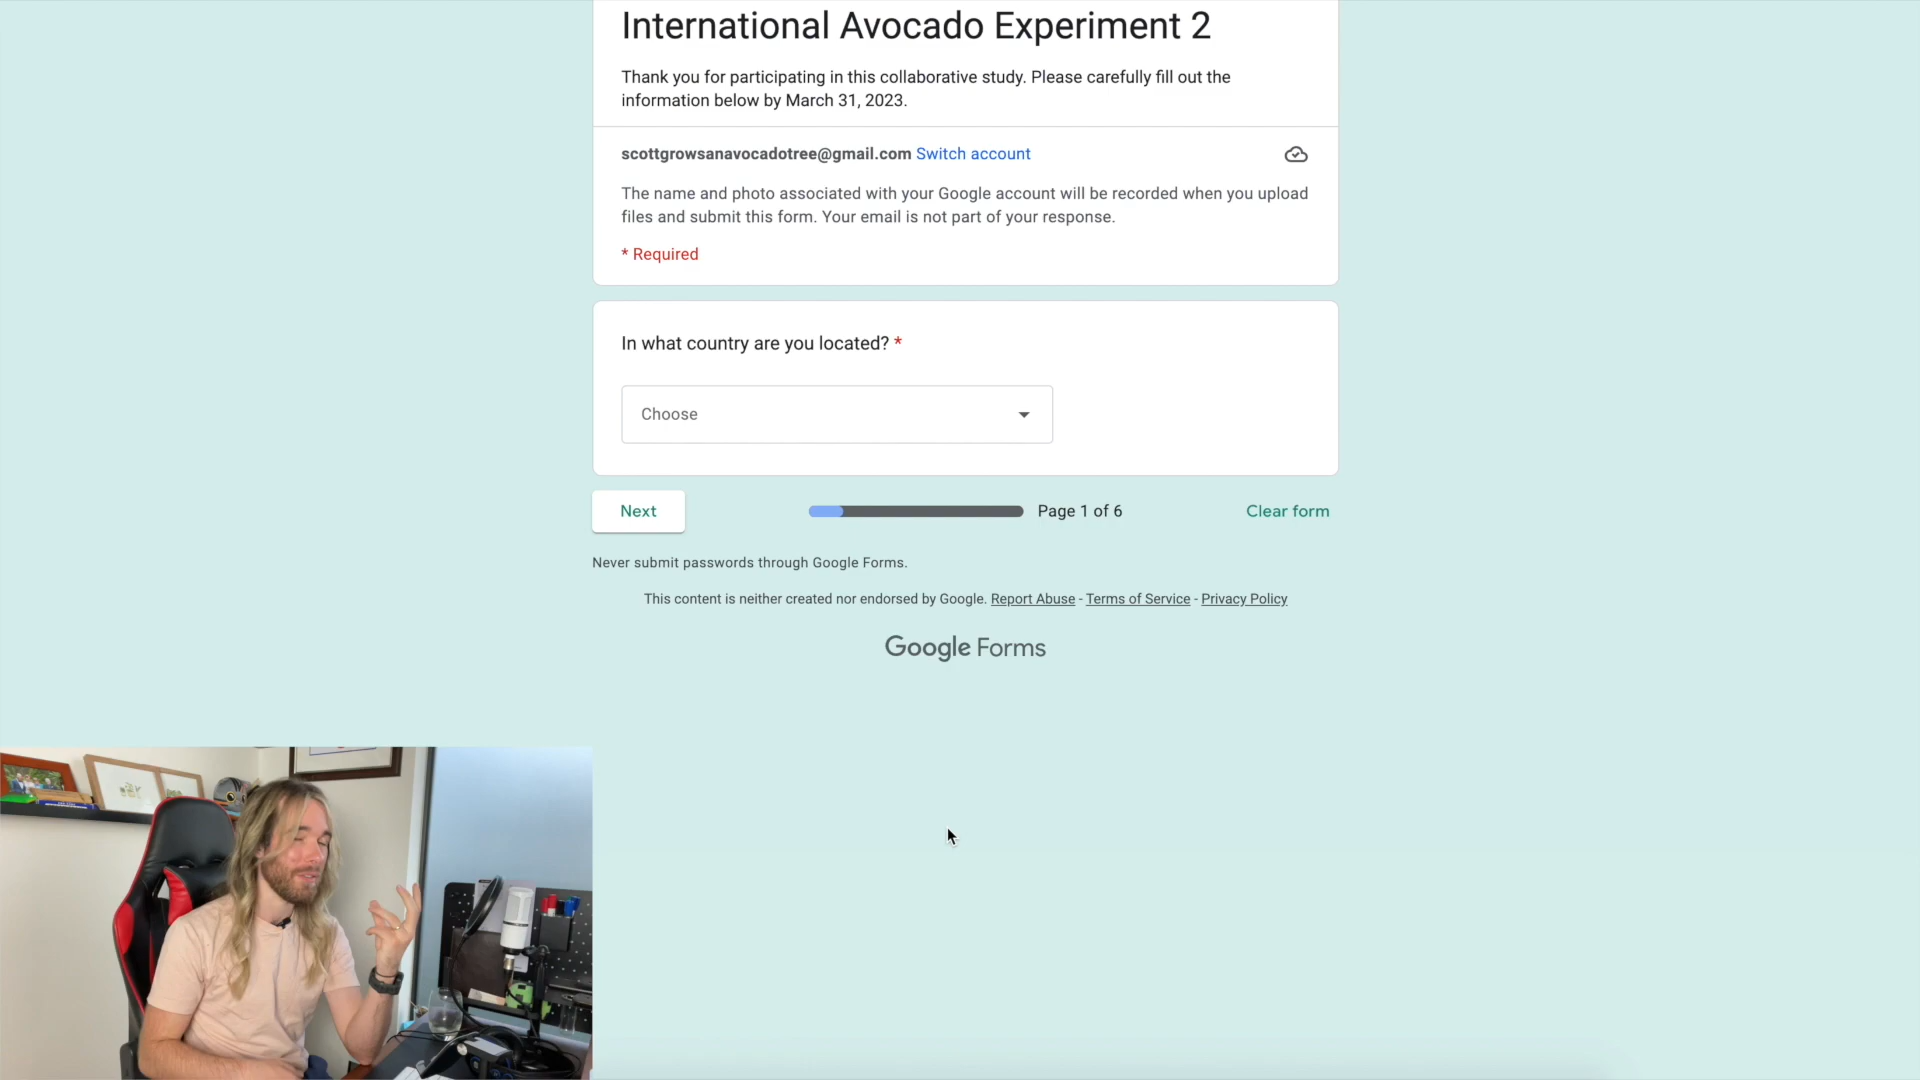 International Avocado Experiment 2
Thank you for participating in this collaborative study. Please carefully fill out the
information below by March 31, 2023.
scottgrowsanavocadotree@gmail.com Switch account
The name and photo associated with your Google account will be recorded when you upload
files and submit this form. Your email is not part of your response.
* Required
In what country are you located? *
Choose
Next
Page 1 of 6
Clear form
Never submit passwords through Google Forms.
This content is neither created nor endorsed by Google. Report Abuse - Terms of Service - Privacy Policy
Google Forms